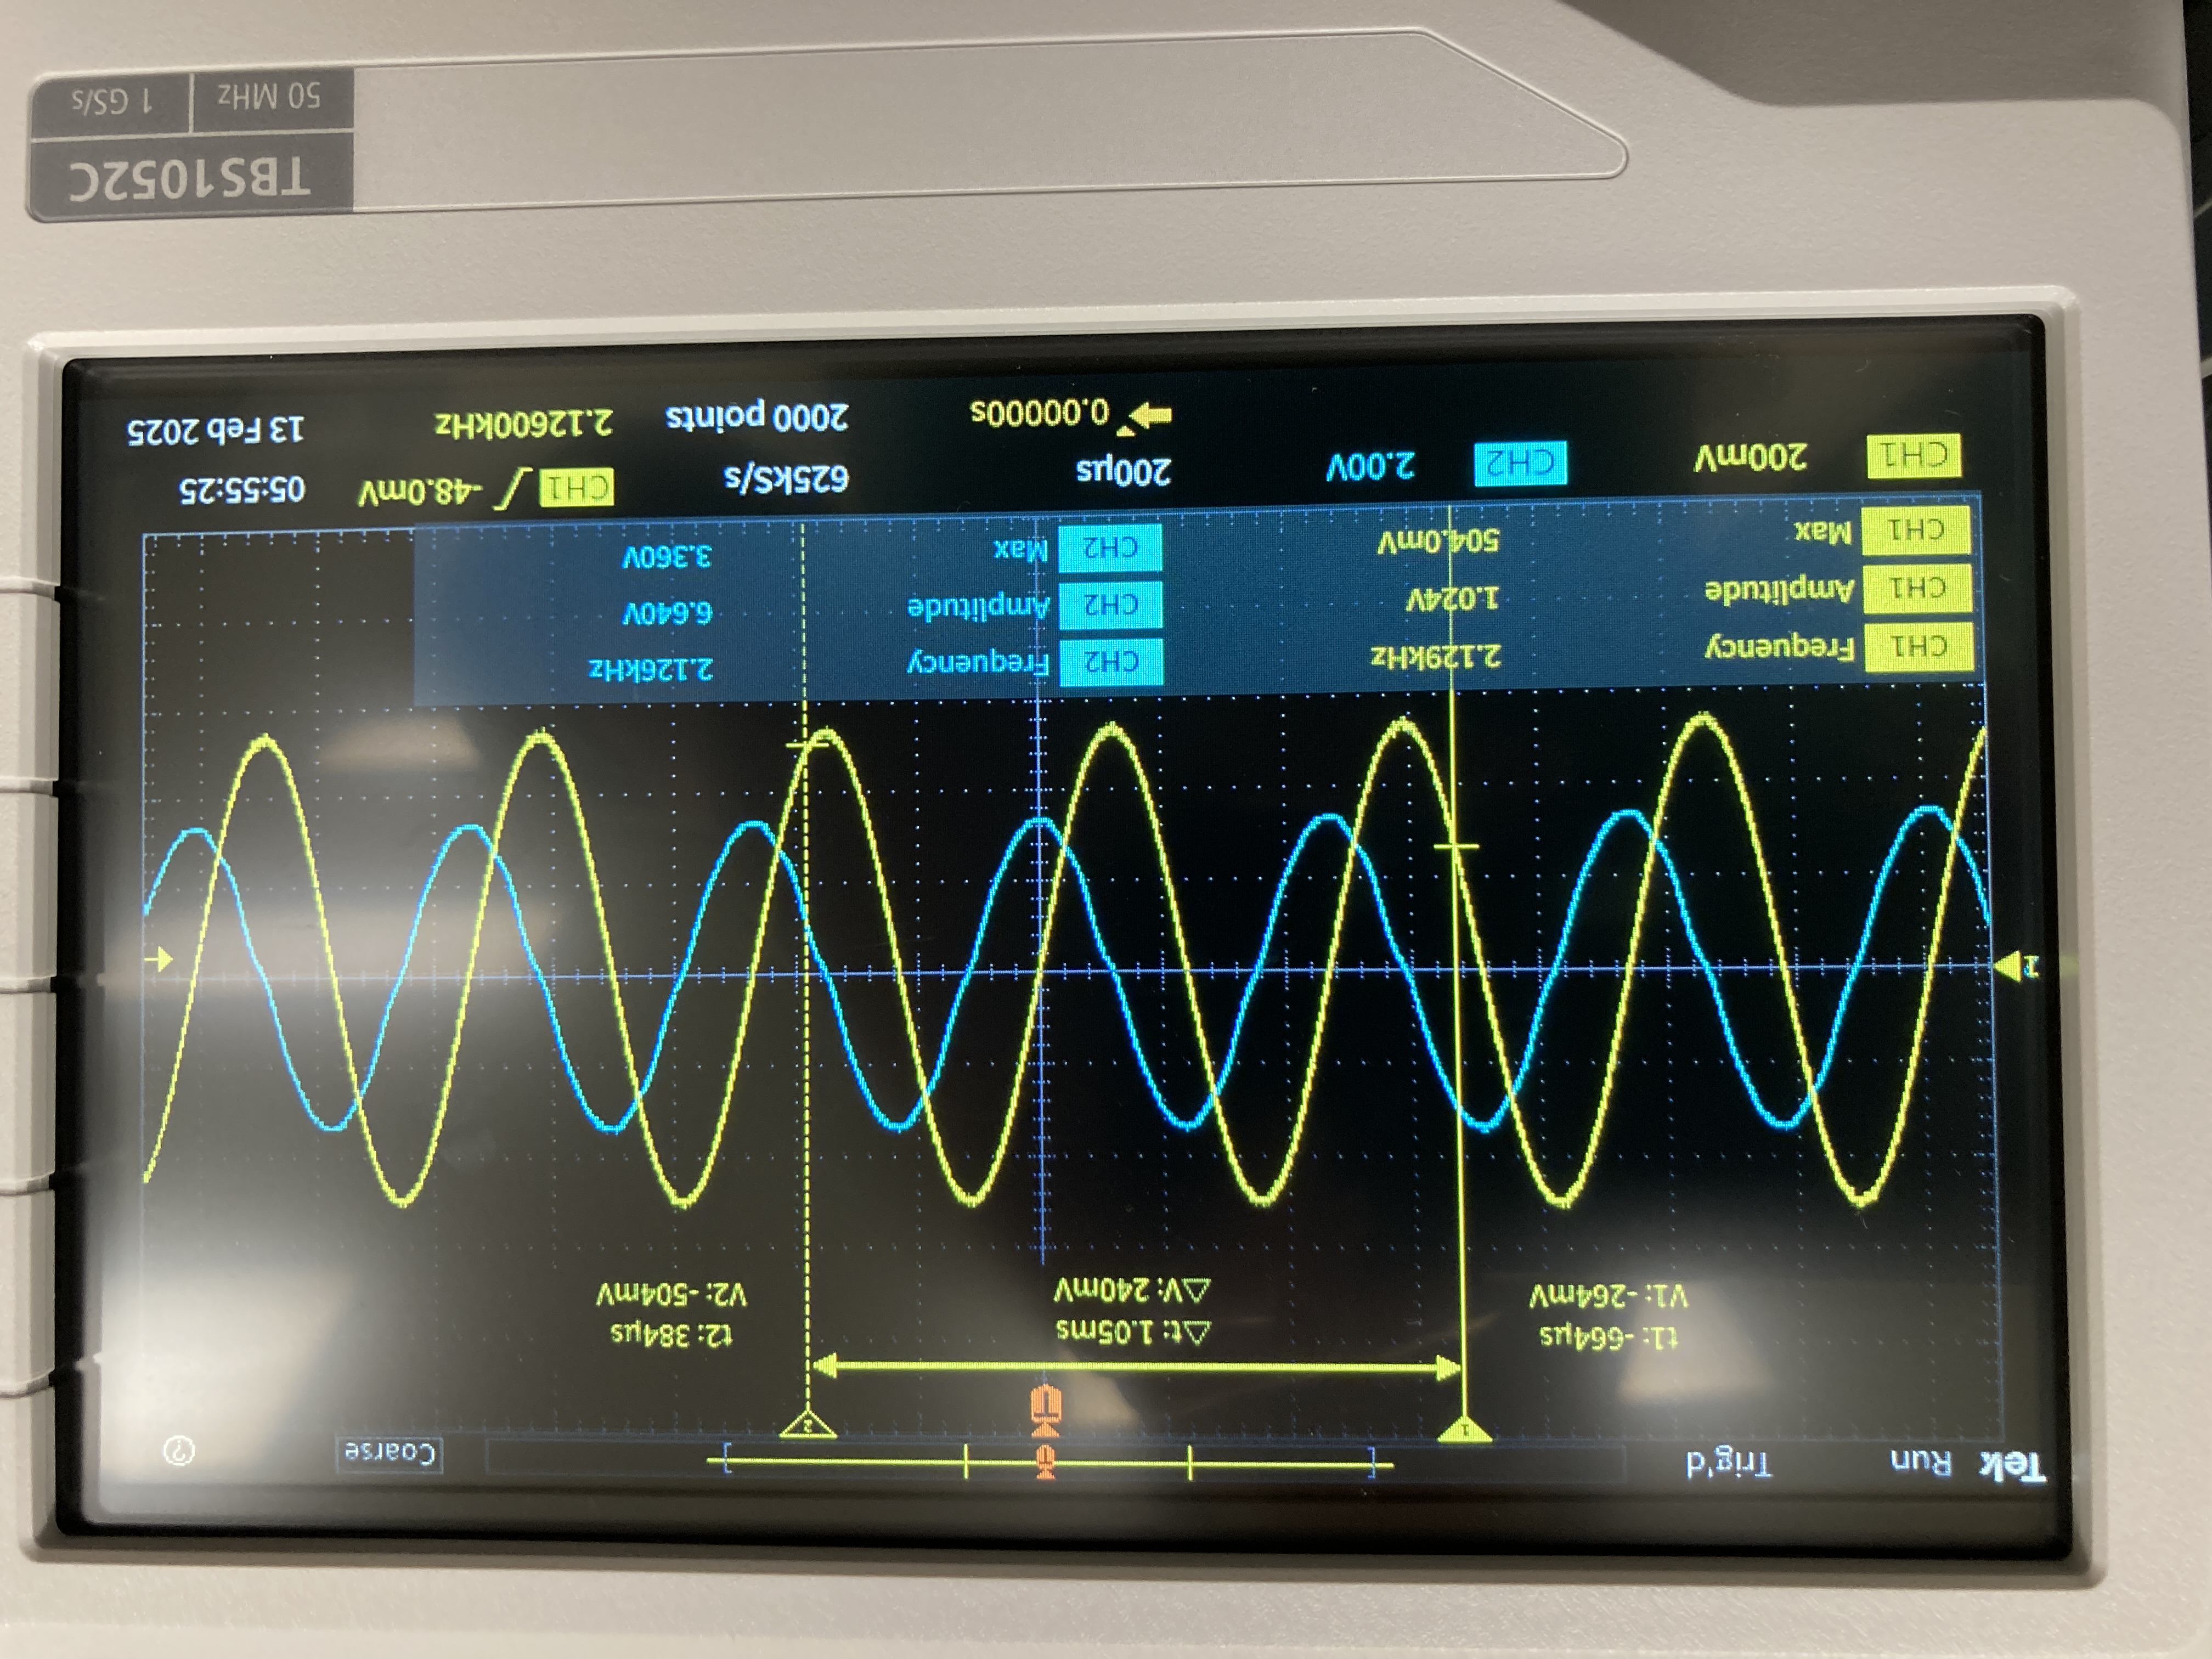 Tek Run Trig'd T Coarse ?
1 T 2
t1: -664µs △t: 1.05ms t2: 384µs
V1: -264mV △V: 240mV V2: -504mV
CH1 Frequency 2.129kHz CH2 Frequency 2.126kHz
CH1 Amplitude 1.024V CH2 Amplitude 6.640V
CH1 Max 504.0mV CH2 Max 3.360V
CH1 200mV CH2 2.00V 200µs 625kS/s CH1 -48.0mV 05:55:25
0.00000s 2000 points 2.12600kHz 13 Feb 2025
TBS1052C
50 MHz 1 GS/s